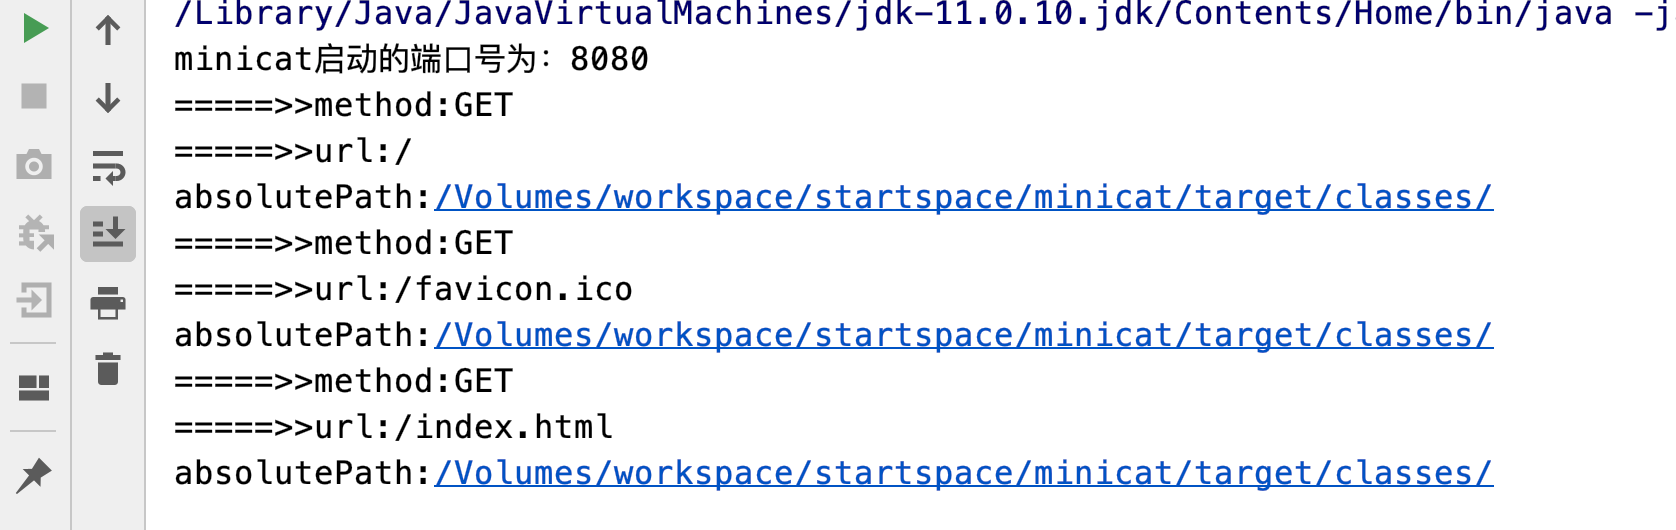 /Library/Java/JavaVirtualMachines/jdk-11.0.10.jdk/Contents/Home/bin/java -j
minicat启动的端口号为：8080
=====>>method:GET
=====>>url:/
absolutePath:/Volumes/workspace/startspace/minicat/target/classes/
=====>>method:GET
=====>>url:/favicon.ico
absolutePath:/Volumes/workspace/startspace/minicat/target/classes/
=====>>method:GET
=====>>url:/index.html
absolutePath:/Volumes/workspace/startspace/minicat/target/classes/